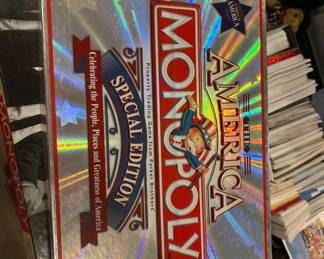 AMERICA
THE
AMERICA
MONOPOLY
Property Trading Game from Parker Brothers
SPECIAL EDITION
Celebrating the People, Places and Greatness of America
MONOPOLY